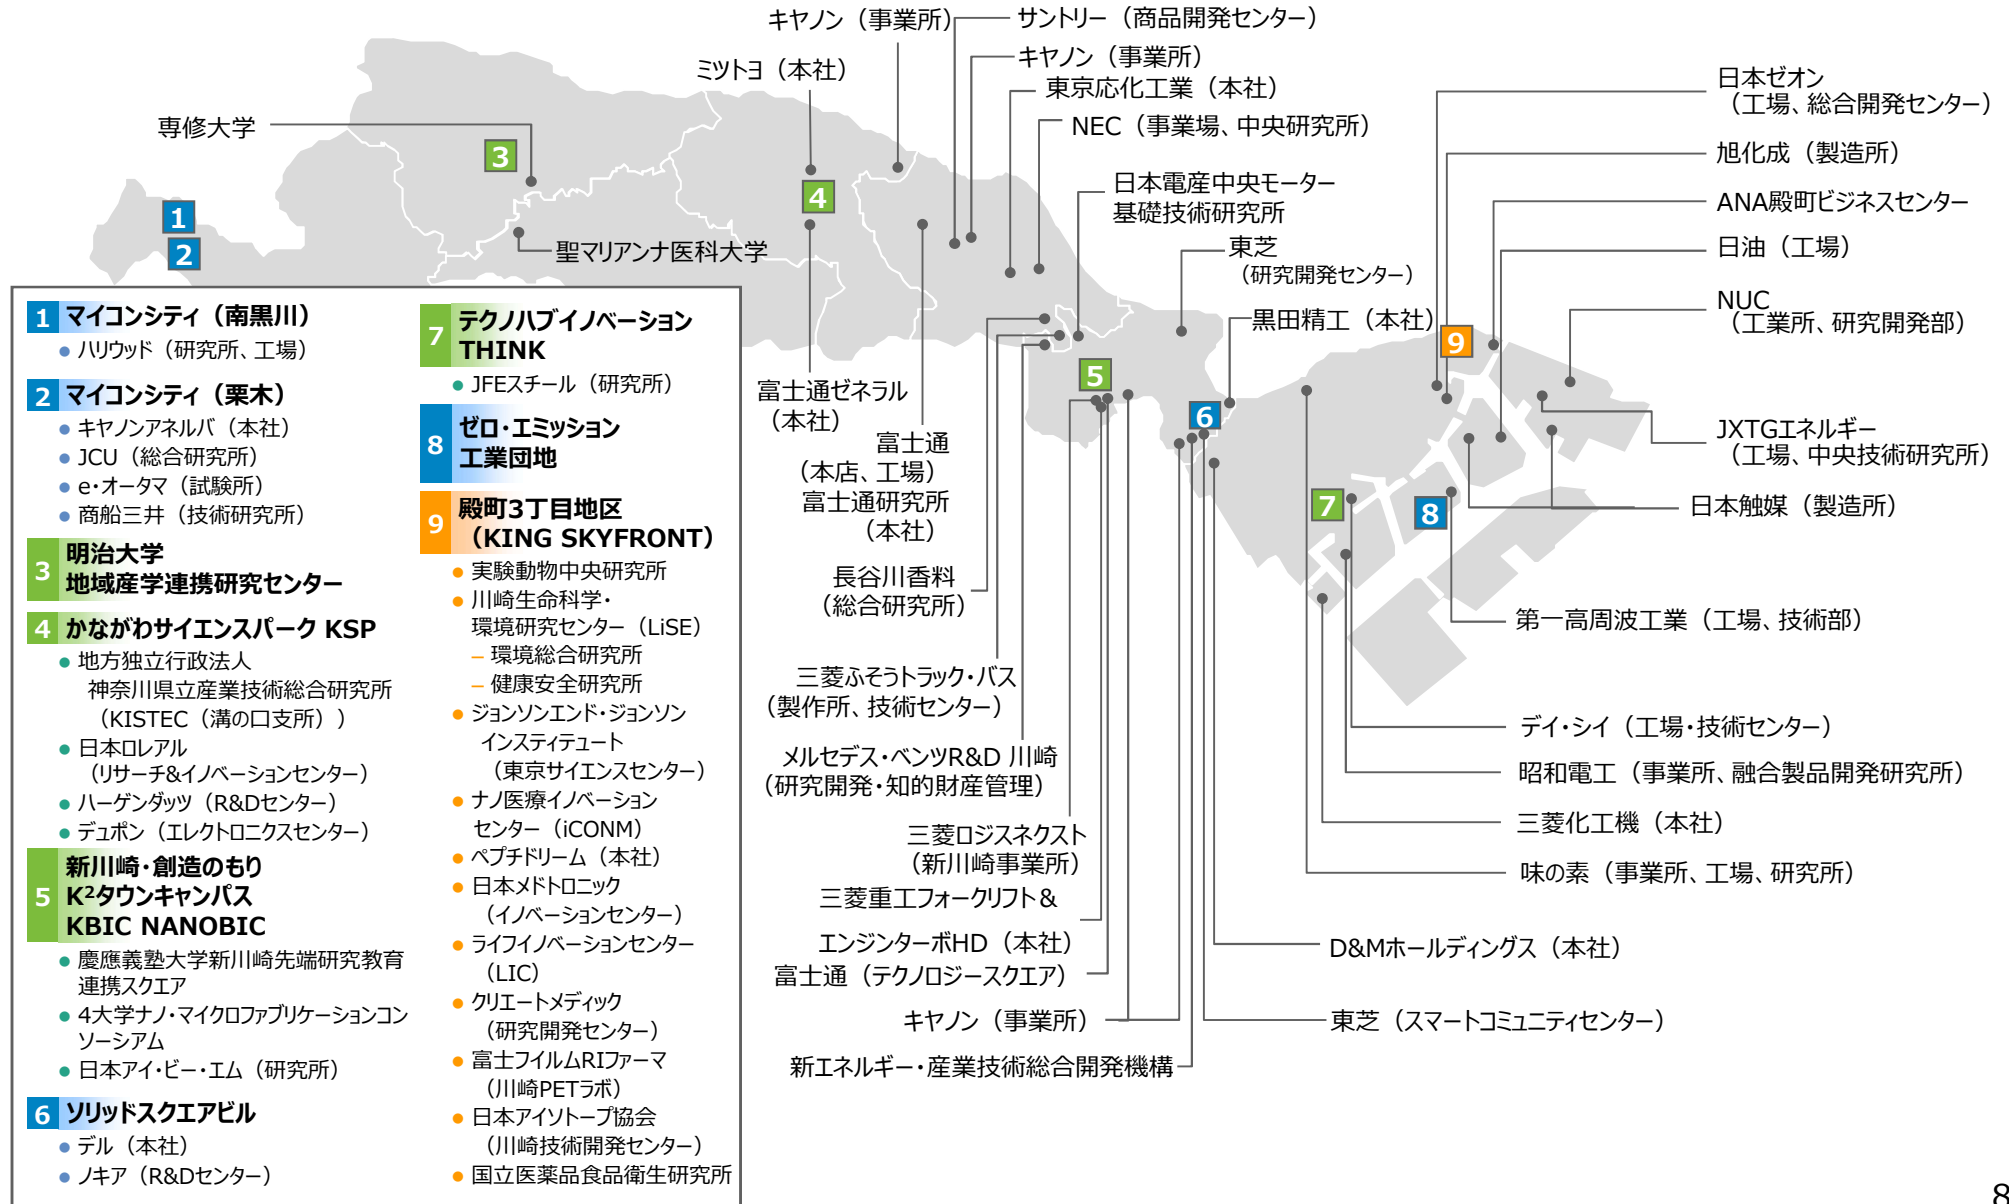 キヤノン（事業所）
サントリー（商品開発センター）
キヤノン（事業所）
ミツトヨ（本社）
東京応化工業（本社）
NEC（事業場、中央研究所）
専修大学
日本電産中央モーター
基礎技術研究所
聖マリアンナ医科大学
東芝
（研究開発センター）
黒田精工（本社）
日本ゼオン
（工場、総合開発センター）
旭化成（製造所）
ANA殿町ビジネスセンター
日油（工場）
NUC
（工業所、研究開発部）
JXTGエネルギー
（工場、中央技術研究所）
日本触媒（製造所）
第一高周波工業（工場、技術部）
デイ・シイ（工場・技術センター）
昭和電工（事業所、融合製品開発研究所）
三菱化工機（本社）
味の素（事業所、工場、研究所）
D&Mホールディングス（本社）
東芝（スマートコミュニティセンター）
富士通ゼネラル
（本社）
富士通
（本店、工場）
富士通研究所
（本社）
長谷川香料
（総合研究所）
三菱ふそうトラック・バス
（製作所、技術センター）
メルセデス・ベンツR&D 川崎
（研究開発・知的財産管理）
三菱ロジスネクスト
（新川崎事業所）
三菱重工フォークリフト＆
エンジンターボHD（本社）
富士通（テクノロジースクエア）
キヤノン（事業所）
新エネルギー・産業技術総合開発機構
1
2
3
4
5
6
7
8
9
1 マイコンシティ（南黒川）
ハリウッド（研究所、工場）
2 マイコンシティ（栗木）
キヤノンアネルバ（本社）
JCU（総合研究所）
e・オータマ（試験所）
商船三井（技術研究所）
3 明治大学
地域産学連携研究センター
4 かながわサイエンスパーク KSP
地方独立行政法人
神奈川県立産業技術総合研究所
（KISTEC（溝の口支所））
日本ロレアル
（リサーチ&イノベーションセンター）
ハーゲンダッツ（R&Dセンター）
デュポン（エレクトロニクスセンター）
5 新川崎・創造のもり
K²タウンキャンパス
KBIC NANOBIC
慶應義塾大学新川崎先端研究教育
連携スクエア
4大学ナノ・マイクロファブリケーションコン
ソーシアム
日本アイ・ビー・エム（研究所）
6 ソリッドスクエアビル
デル（本社）
ノキア（R&Dセンター）
7 テクノハブイノベーション
THINK
JFEスチール（研究所）
8 ゼロ・エミッション
工業団地
9 殿町3丁目地区
（KING SKYFRONT）
実験動物中央研究所
川崎生命科学・
環境研究センター（LiSE）
– 環境総合研究所
– 健康安全研究所
ジョンソンエンド・ジョンソン
インスティテュート
（東京サイエンスセンター）
ナノ医療イノベーション
センター（iCONM）
ペプチドリーム（本社）
日本メドトロニック
（イノベーションセンター）
ライフイノベーションセンター
（LIC）
クリエートメディック
（研究開発センター）
富士フイルムRIファーマ
（川崎PETラボ）
日本アイソトープ協会
（川崎技術開発センター）
国立医薬品食品衛生研究所
8